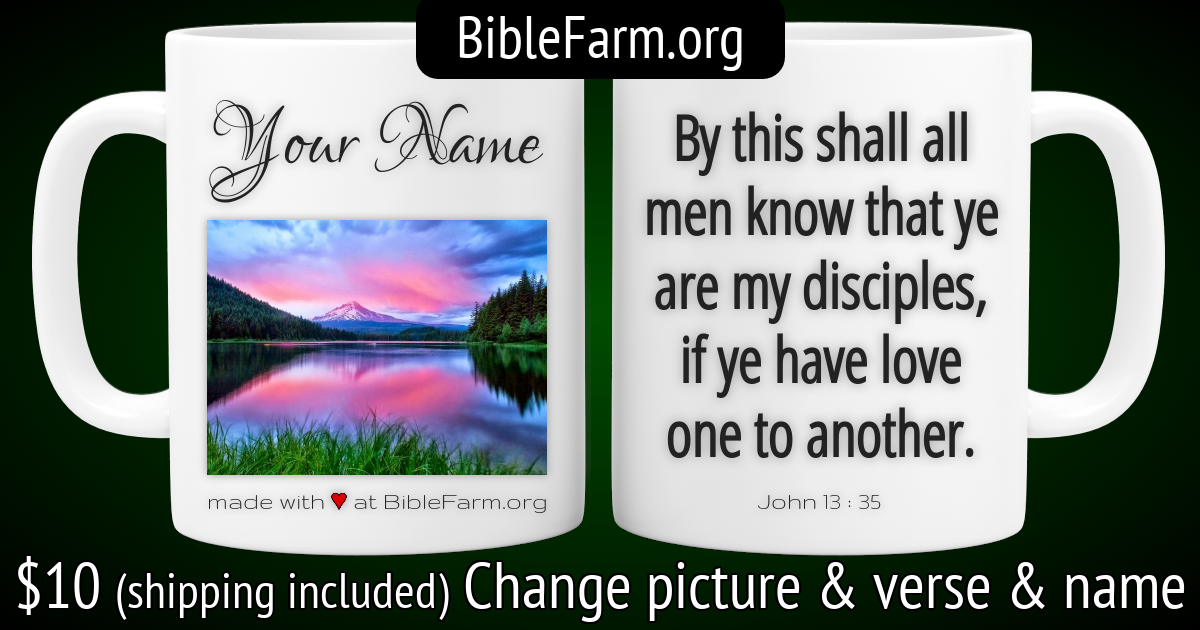 BibleFarm.org
Your Name
made with ♥ at BibleFarm.org
By this shall all
men know that ye
are my disciples,
if ye have love
one to another.
John 13 : 35
$10 (shipping included) Change picture & verse & name